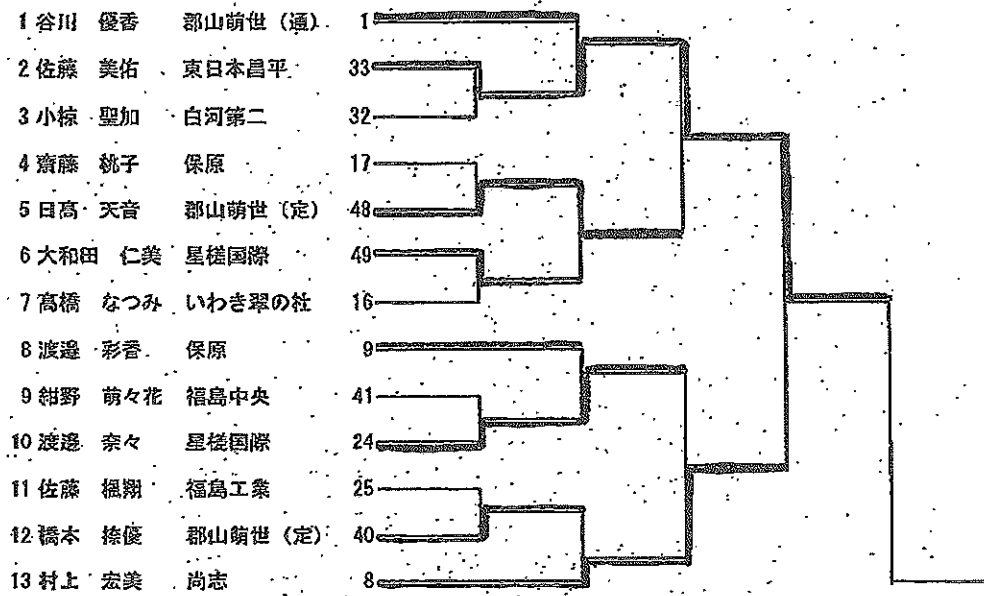 1 谷川 優香 郡山萌世（通） 1
2 佐藤 美佑 東日本昌平 33
3 小椋 聖加 白河第二 32
4 齋藤 桃子 保原 17
5 日髙 天音 郡山萌世（定） 48
6 大和田 仁美 星槎国際 49
7 髙橋 なつみ いわき翠の杜 16
8 渡邉 彩香 保原 9
9 紺野 萌々花 福島中央 41
10 渡邉 奈々 星槎国際 24
11 佐藤 楓翔 福島工業 25
12 橋本 優 郡山萌世（定） 40
13 村上 宏美 尚志 8